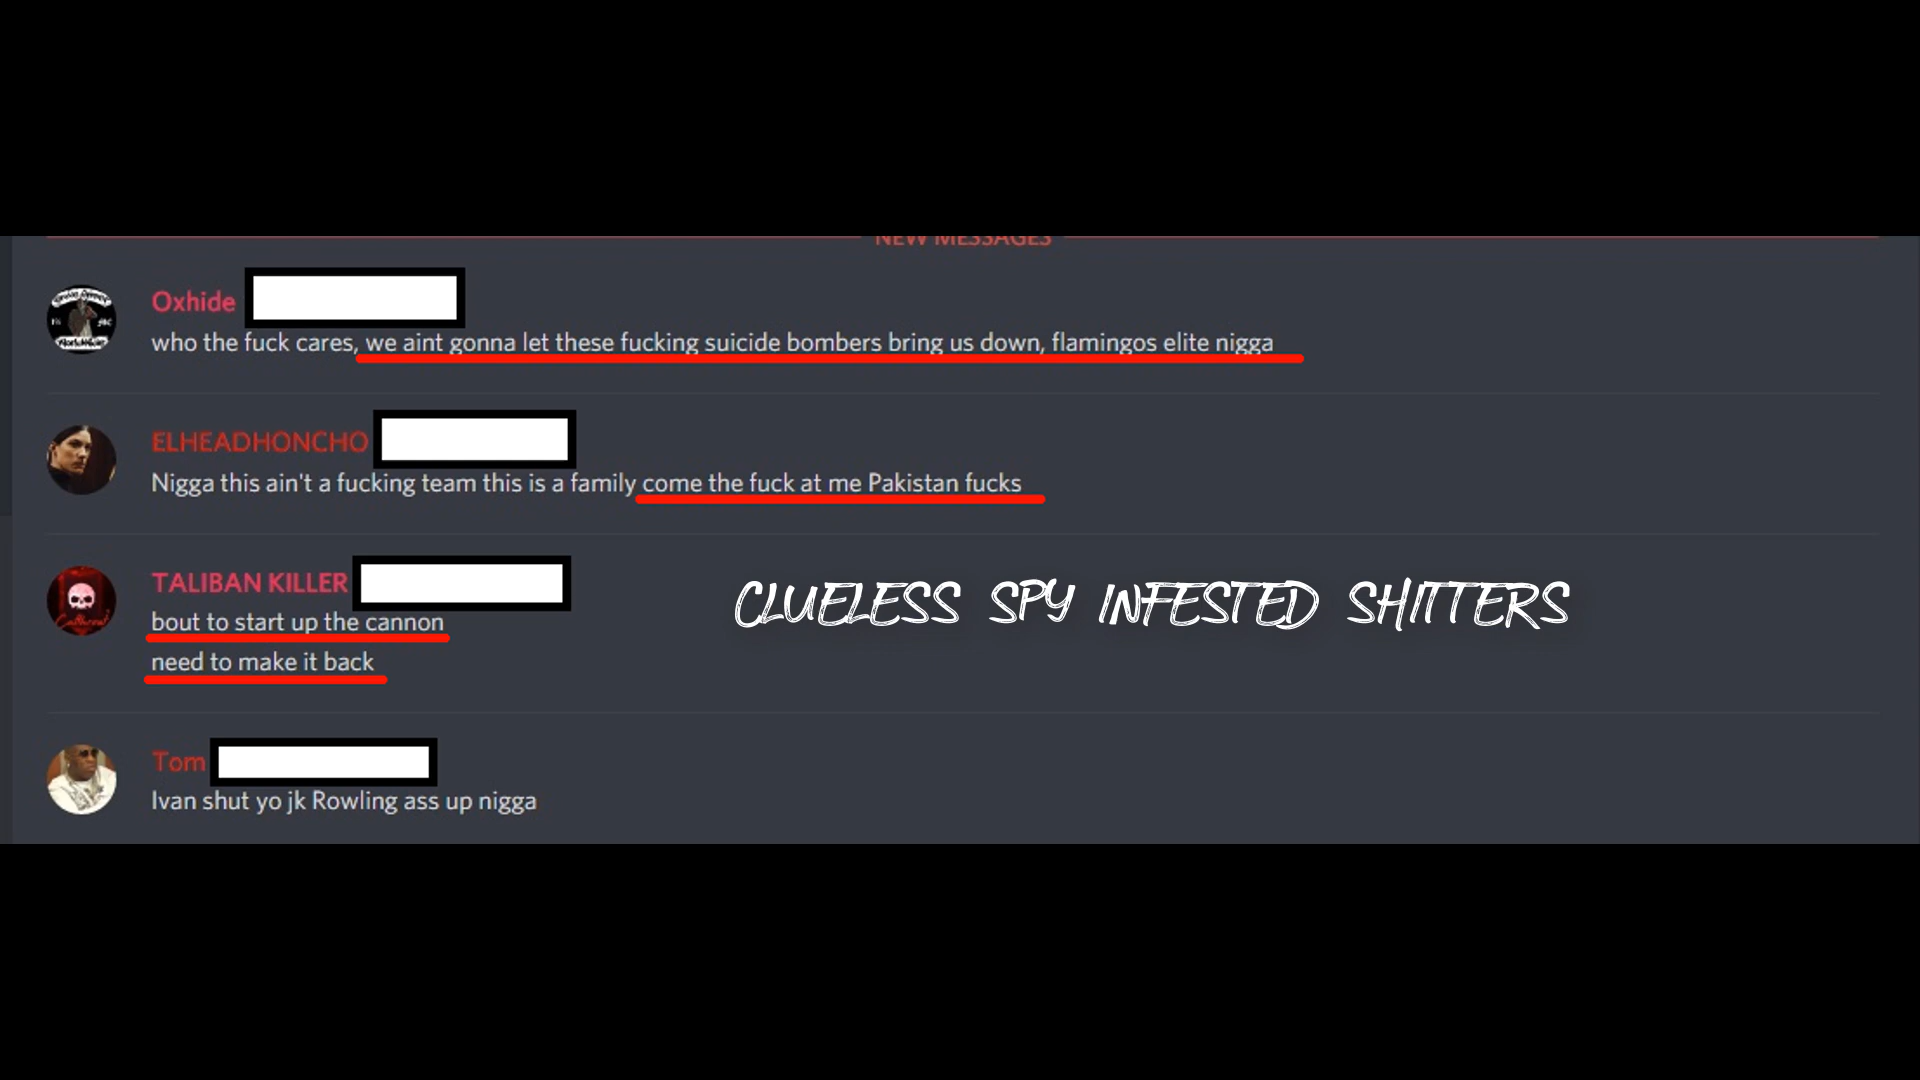 NEW MESSAGES
Oxhide
who the fuck cares, we aint gonna let these fucking suicide bombers bring us down, flamingos elite nigga
ELHEADHONCHO
Nigga this ain't a fucking team this is a family come the fuck at me Pakistan fucks
TALIBAN KILLER
bout to start up the cannon
CLUELESS SPY INFESTED SHITTERS
need to make it back
Tom
Ivan shut yo jk Rowling ass up nigga